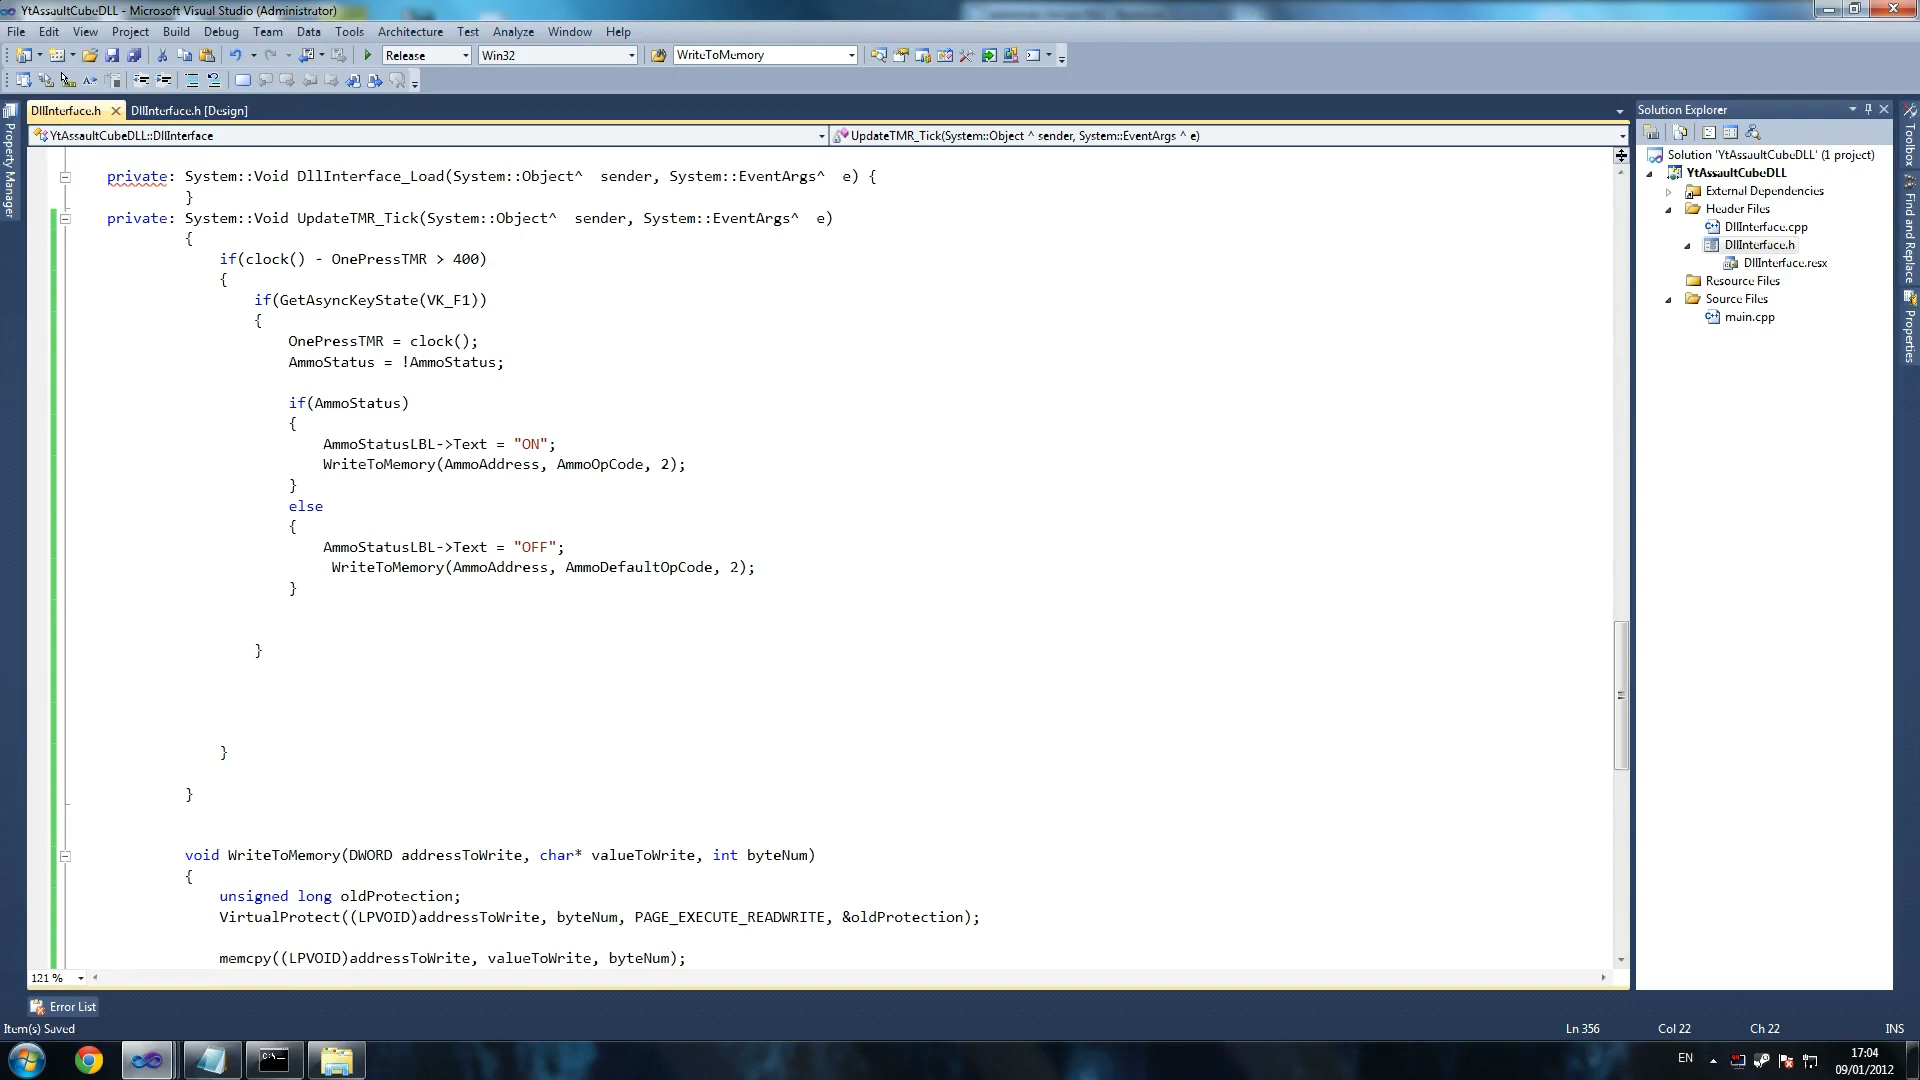 YtAssaultCubeDLL - Microsoft Visual Studio (Administrator)
File Edit View Project Build Debug Team Data Tools Architecture Test Analyze Window Help
Release Win32 WriteToMemory
DllInterface.h DllInterface.h [Design]
YtAssaultCubeDLL::DllInterface UpdateTMR_Tick(System::Object ^ sender, System::EventArgs ^ e)
private: System::Void DllInterface_Load(System::Object^  sender, System::EventArgs^  e) {
}
private: System::Void UpdateTMR_Tick(System::Object^  sender, System::EventArgs^  e)
{
if(clock() - OnePressTMR > 400)
{
if(GetAsyncKeyState(VK_F1))
{
OnePressTMR = clock();
AmmoStatus = !AmmoStatus;
if(AmmoStatus)
{
AmmoStatusLBL->Text = "ON";
WriteToMemory(AmmoAddress, AmmoOpCode, 2);
}
else
{
AmmoStatusLBL->Text = "OFF";
WriteToMemory(AmmoAddress, AmmoDefaultOpCode, 2);
}
}
}
}
void WriteToMemory(DWORD addressToWrite, char* valueToWrite, int byteNum)
{
unsigned long oldProtection;
VirtualProtect((LPVOID)addressToWrite, byteNum, PAGE_EXECUTE_READWRITE, &oldProtection);
memcpy((LPVOID)addressToWrite, valueToWrite, byteNum);
121 %
Property Manager
Solution Explorer
Solution 'YtAssaultCubeDLL' (1 project)
YtAssaultCubeDLL
External Dependencies
Header Files
DllInterface.cpp
DllInterface.h
DllInterface.resx
Resource Files
Source Files
main.cpp
Toolbox
Find and Replace
Properties
Error List
Item(s) Saved Ln 356 Col 22 Ch 22 INS
EN 17:04
09/01/2012